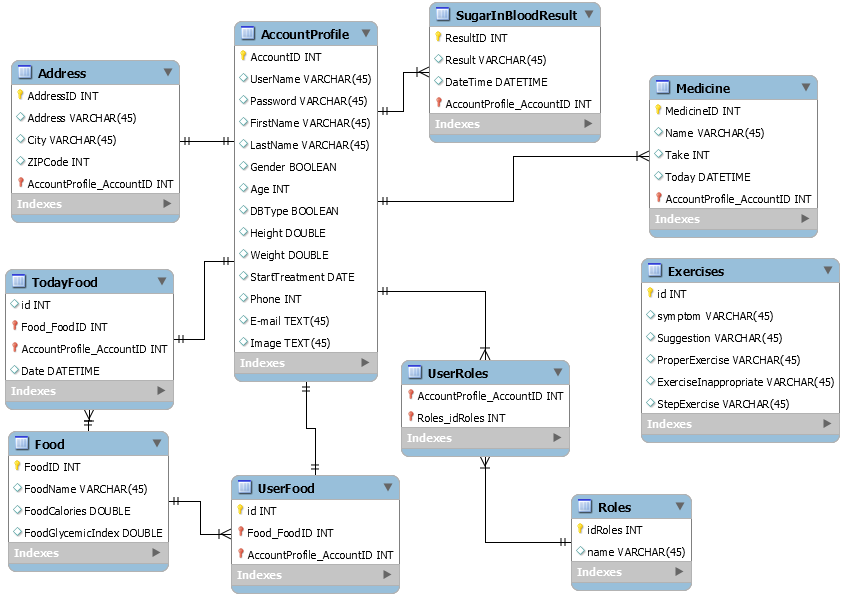 AccountProfile
AccountID INT
UserName VARCHAR(45)
Password VARCHAR(45)
FirstName VARCHAR(45)
LastName VARCHAR(45)
Gender BOOLEAN
Age INT
DBType BOOLEAN
Height DOUBLE
Weight DOUBLE
StartTreatment DATE
Phone INT
E-mail TEXT(45)
Image TEXT(45)
Indexes
SugarInBloodResult
ResultID INT
Result VARCHAR(45)
DateTime DATETIME
AccountProfile_AccountID INT
Indexes
Address
AddressID INT
Address VARCHAR(45)
City VARCHAR(45)
ZIPCode INT
AccountProfile_AccountID INT
Indexes
Medicine
MedicineID INT
Name VARCHAR(45)
Take INT
Today DATETIME
AccountProfile_AccountID INT
Indexes
TodayFood
id INT
Food_FoodID INT
AccountProfile_AccountID INT
Date DATETIME
Indexes
Exercises
id INT
symptom VARCHAR(45)
Suggestion VARCHAR(45)
ProperExercise VARCHAR(45)
ExerciseInappropriate VARCHAR(45)
StepExercise VARCHAR(45)
Indexes
UserRoles
AccountProfile_AccountID INT
Roles_idRoles INT
Indexes
Food
FoodID INT
FoodName VARCHAR(45)
FoodCalories DOUBLE
FoodGlycemicIndex DOUBLE
Indexes
UserFood
id INT
Food_FoodID INT
AccountProfile_AccountID INT
Indexes
Roles
idRoles INT
name VARCHAR(45)
Indexes